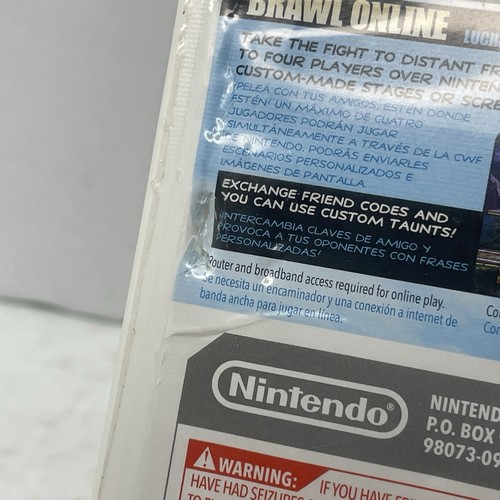 BRAWL ONLINE
TAKE THE FIGHT TO DISTANT
TO FOUR PLAYERS OVER
CUSTOM-MADE STAGES OR
¡PELEA CON TUS AMIGOS, ESTÉN DONDE
ESTÉN! UN MÁXIMO DE CUATRO
JUGADORES PODRÁN JUGAR
SIMULTÁNEAMENTE A TRAVÉS DE LA CWF
DE NINTENDO. PODRÁS ENVIARLES
ESCENARIOS PERSONALIZADOS E
IMÁGENES DE PANTALLA.
EXCHANGE FRIEND CODES AND
YOU CAN USE CUSTOM TAUNTS!
¡INTERCAMBIA CLAVES DE AMIGO Y
PROVOCA A TUS OPONENTES CON FRASES
PERSONALIZADAS!
Router and broadband access required for online play.
Se necesita un encaminador y una conexión a internet de
banda ancha para jugar en línea.
Nintendo®
P.O. BOX
98073-09
WARNING:
IF YOU HAVE
HAVE HAD SEIZURES